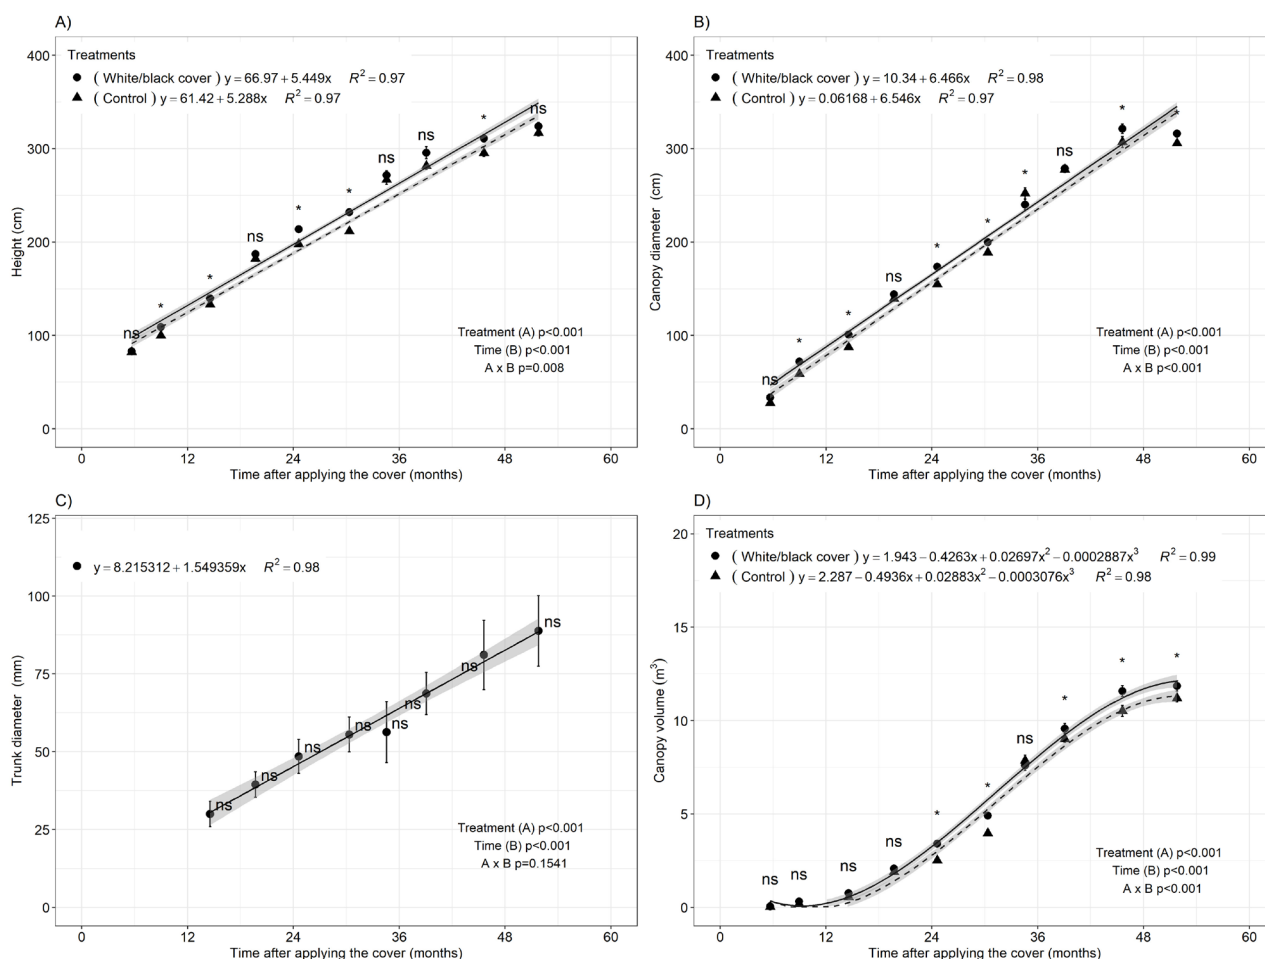 A)
Treatments
( White/black cover ) y = 66.97 + 5.449x R² = 0.97
( Control ) y = 61.42 + 5.288x R² = 0.97
400
300
200
100
0
Height (cm)
ns
*
*
ns
*
*
ns
ns
*
ns
Treatment (A) p<0.001
Time (B) p<0.001
A x B p=0.008
0 12 24 36 48 60
Time after applying the cover (months)
B)
Treatments
( White/black cover ) y = 10.34 + 6.466x R² = 0.98
( Control ) y = 0.06168 + 6.546x R² = 0.97
400
300
200
100
0
Canopy diameter (cm)
ns
*
*
ns
*
*
*
ns
*
*
Treatment (A) p<0.001
Time (B) p<0.001
A x B p<0.001
0 12 24 36 48 60
Time after applying the cover (months)
C)
y = 8.215312 + 1.549359x R² = 0.98
125
100
75
50
25
0
Trunk diameter (mm)
ns
ns
ns
ns
ns
ns
ns
ns
Treatment (A) p<0.001
Time (B) p<0.001
A x B p=0.1541
0 12 24 36 48 60
Time after applying the cover (months)
D)
Treatments
( White/black cover ) y = 1.943 − 0.4263x + 0.02697x² − 0.0002887x³ R² = 0.99
( Control ) y = 2.287 − 0.4936x + 0.02883x² − 0.0003076x³ R² = 0.98
20
15
10
5
0
Canopy volume (m³)
ns
ns
ns
ns
*
*
ns
*
*
*
Treatment (A) p<0.001
Time (B) p<0.001
A x B p<0.001
0 12 24 36 48 60
Time after applying the cover (months)